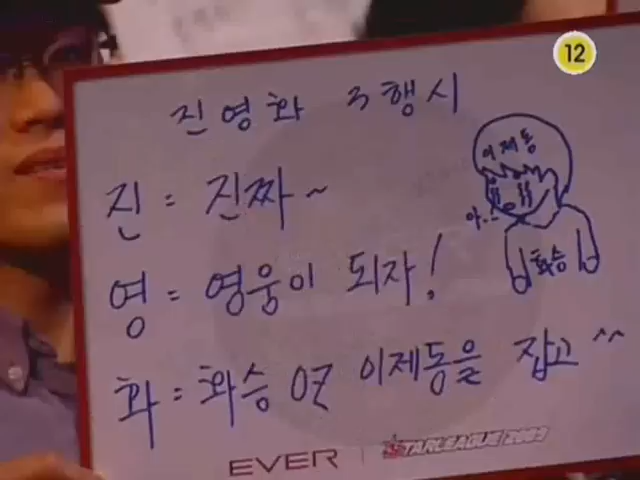 12
진영화 3행시
진 : 진짜~
영 = 영웅이 되자!
화 = 화승 OZ 이제동을 잡고 ^^
이제동
아..
화승
EVER STARLEAGUE 2009